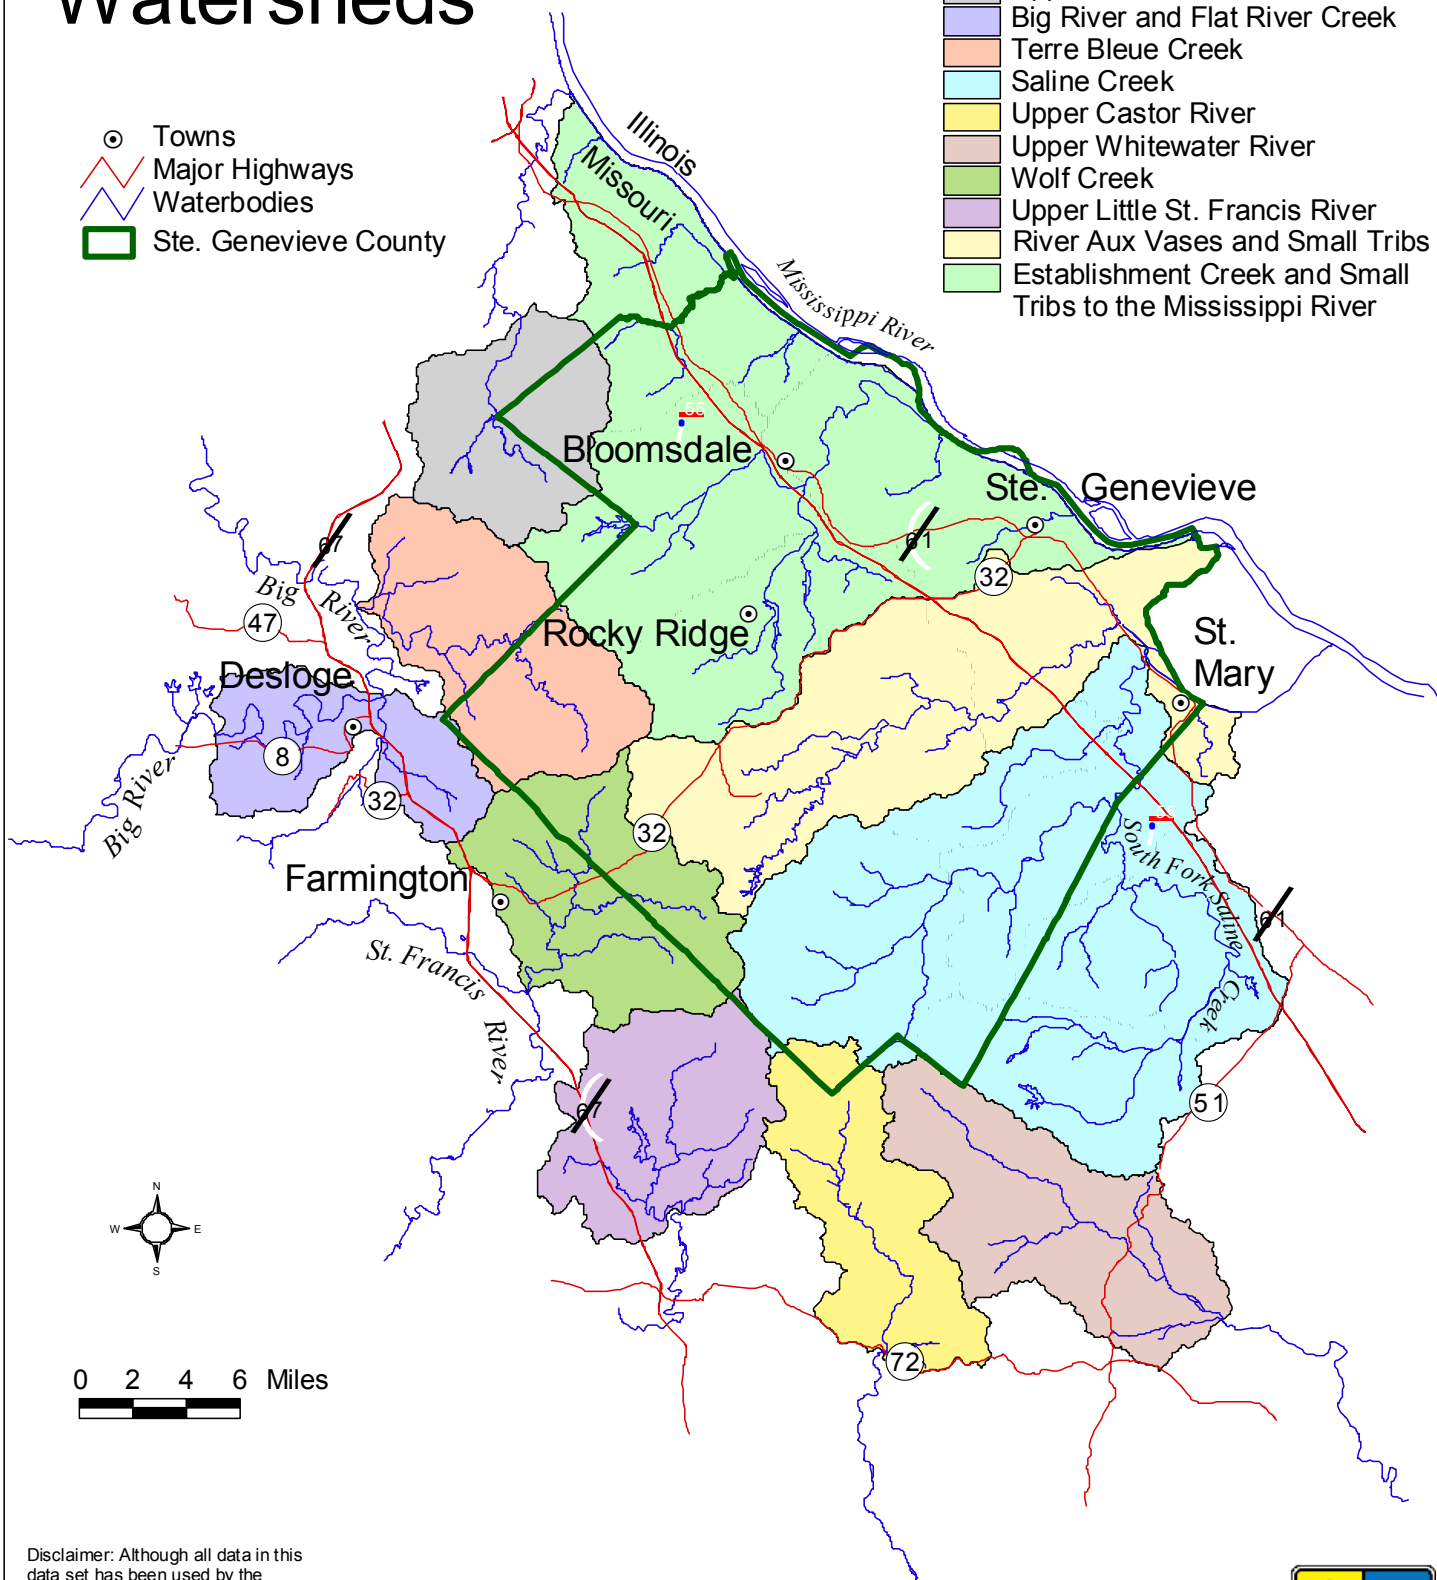 Watersheds
Big River and Flat River Creek
Terre Bleue Creek
Saline Creek
Upper Castor River
Upper Whitewater River
Wolf Creek
Upper Little St. Francis River
River Aux Vases and Small Tribs
Establishment Creek and Small
Tribs to the Mississippi River
Towns
Major Highways
Waterbodies
Ste. Genevieve County
Illinois
Missouri
Mississippi River
55
Bloomsdale
Ste. Genevieve
61
32
67
Big River
47
Rocky Ridge
St.
Mary
Desloge
8
Big River
32
32
55
South Fork Saline Creek
Farmington
61
St. Francis River
67
51
N
W E
S
72
0 2 4 6 Miles
Disclaimer: Although all data in this
data set has been used by the